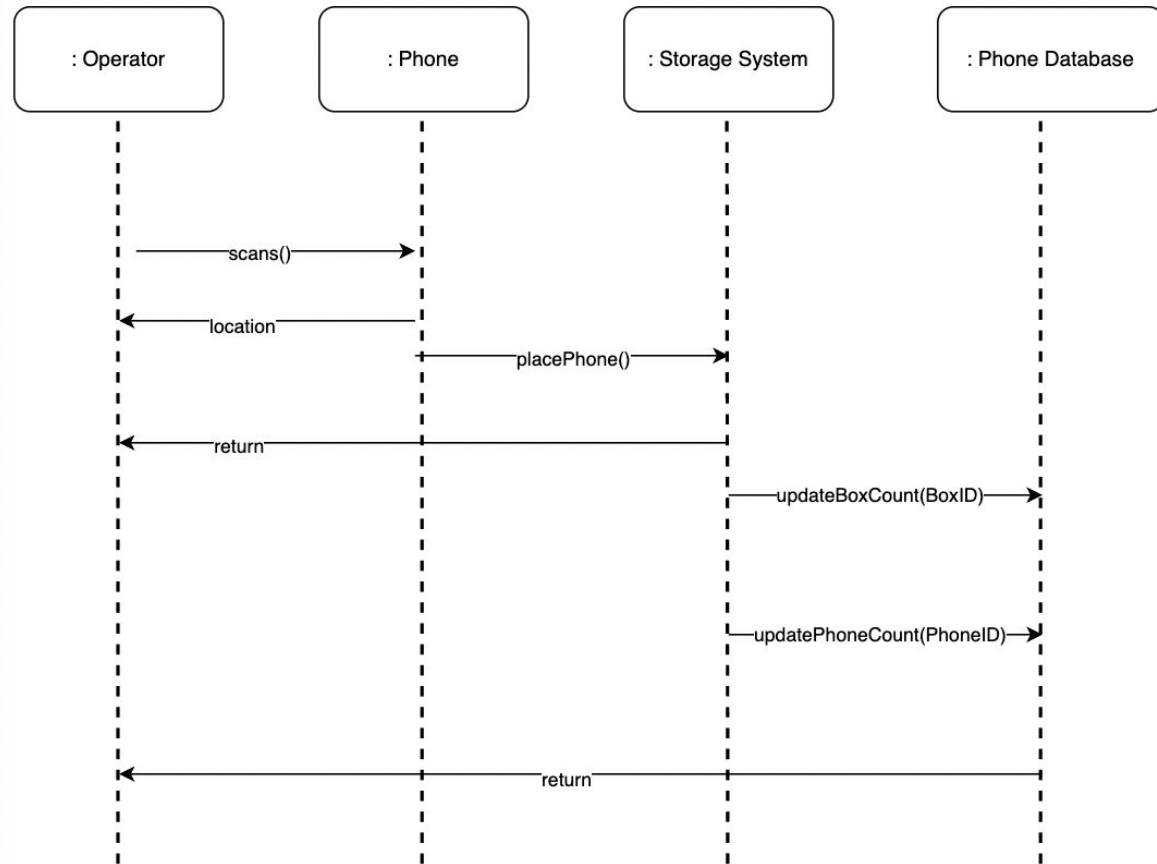 : Operator
: Phone
: Storage System
: Phone Database
scans()
location
placePhone()
return
updateBoxCount(BoxID)
updatePhoneCount(PhoneID)
return